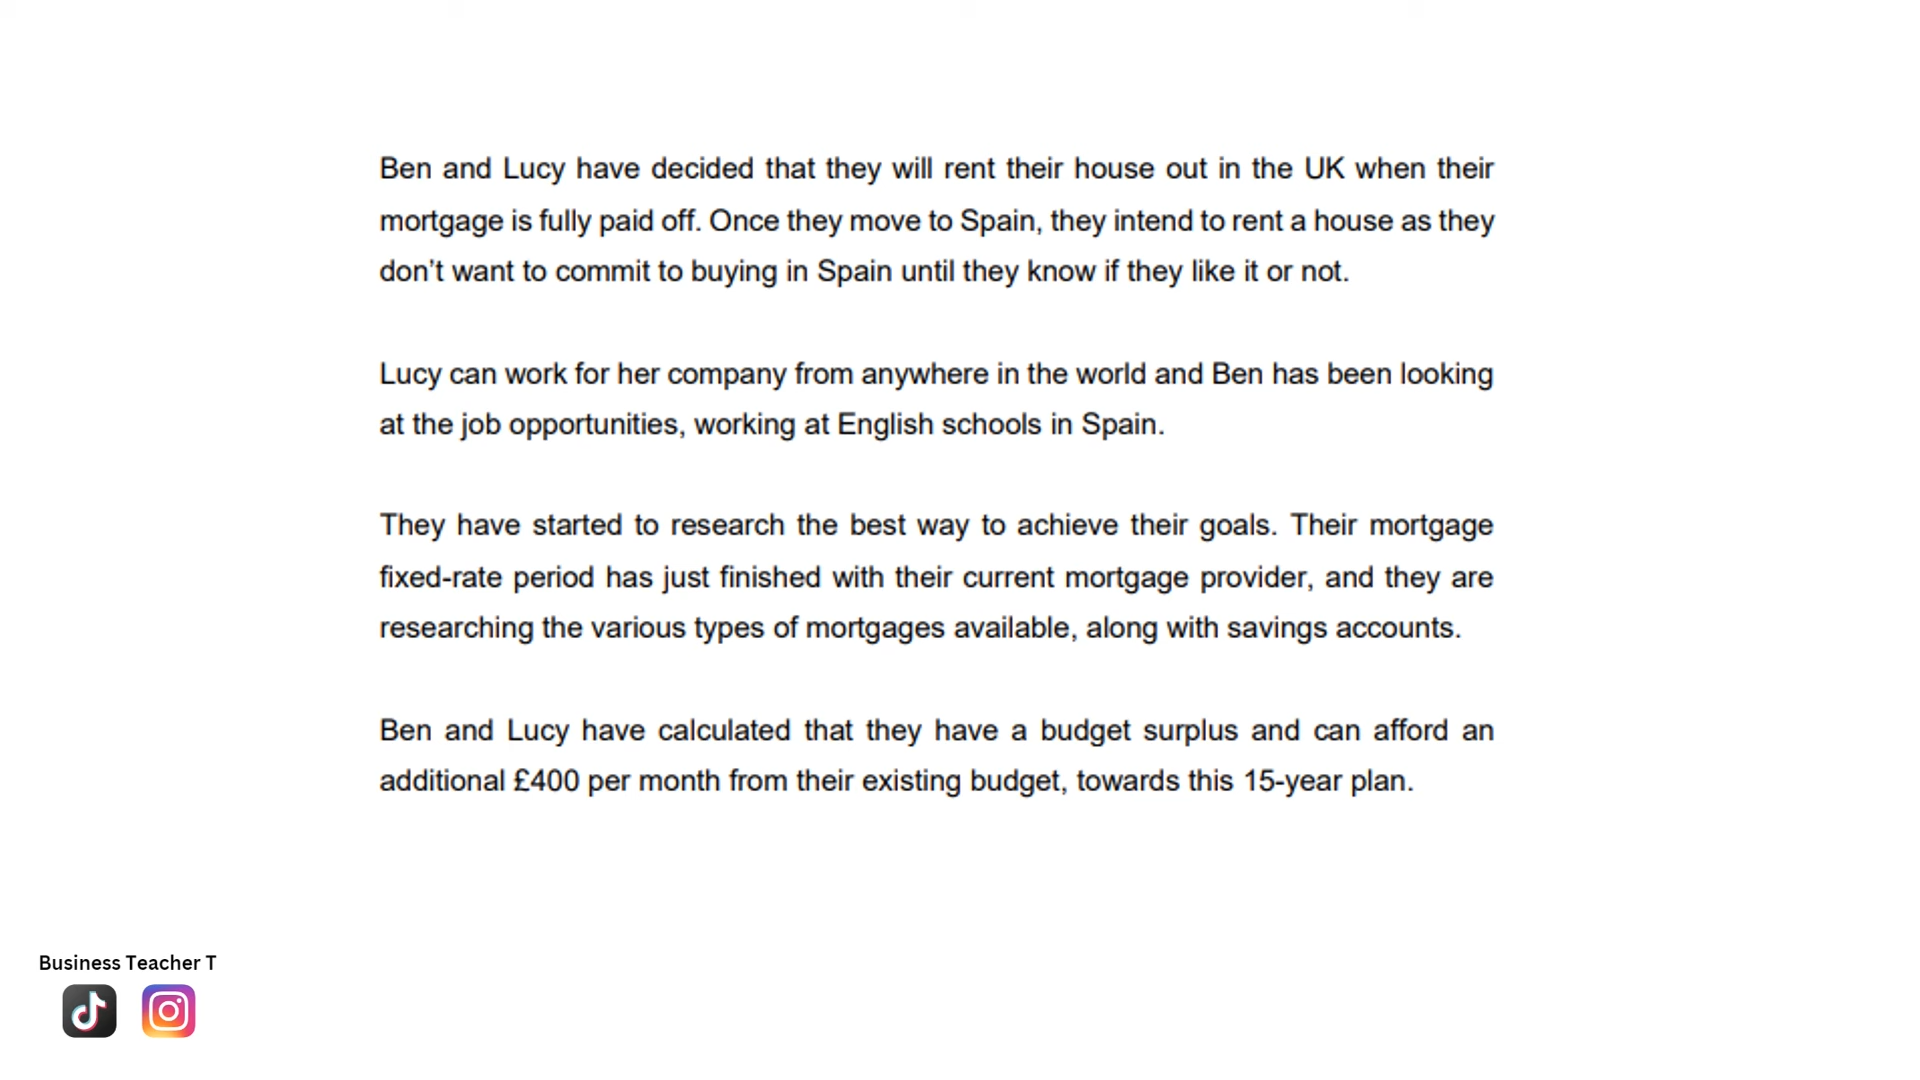 Ben and Lucy have decided that they will rent their house out in the UK when their
mortgage is fully paid off. Once they move to Spain, they intend to rent a house as they
don’t want to commit to buying in Spain until they know if they like it or not.
Lucy can work for her company from anywhere in the world and Ben has been looking
at the job opportunities, working at English schools in Spain.
They have started to research the best way to achieve their goals. Their mortgage
fixed-rate period has just finished with their current mortgage provider, and they are
researching the various types of mortgages available, along with savings accounts.
Ben and Lucy have calculated that they have a budget surplus and can afford an
additional £400 per month from their existing budget, towards this 15-year plan.
Business Teacher T